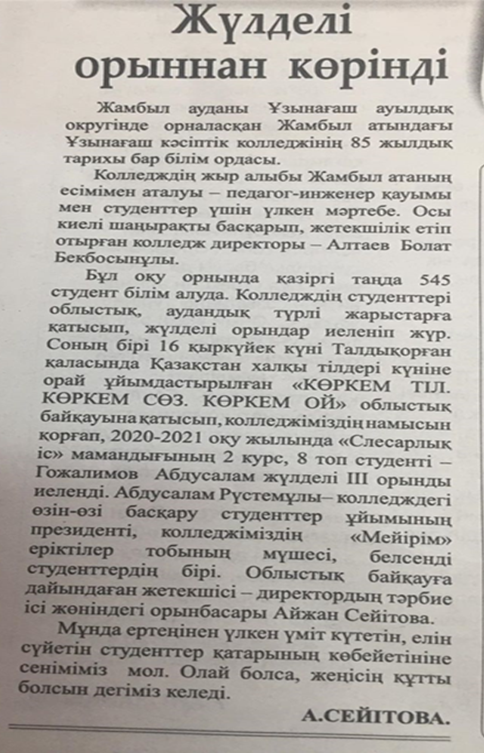 Жүлделі
орыннан көрінді
Жамбыл ауданы Ұзынағаш ауылдық
округінде орналасқан Жамбыл атындағы
Ұзынағаш кәсіптік колледжінің 85 жылдық
тарихы бар білім ордасы.
Колледждің жыр алыбы Жамбыл атаның
есімімен аталуы – педагог-инженер қауымы
мен студенттер үшін үлкен мәртебе. Осы
киелі шаңырақты басқарып, жетекшілік етіп
отырған колледж директоры – Алтаев Болат
Бекбосынұлы.
Бұл оқу орнында қазіргі таңда 545
студент білім алуда. Колледждің студенттері
облыстық, аудандық түрлі жарыстарға
қатысып, жүлделі орындар иеленіп жүр.
Соның бірі 16 қыркүйек күні Талдықорған
қаласында Қазақстан халқы тілдері күніне
орай ұйымдастырылған «КӨРКЕМ ТІЛ.
КӨРКЕМ СӨЗ. КӨРКЕМ ОЙ» облыстық
байқауына қатысып, колледжіміздің намысын
қорғап, 2020-2021 оқу жылында «Слесарлық
іс» мамандығының 2 курс, 8 топ студенті –
Гожалимов Абдусалам жүлделі III орынды
иеленді. Абдусалам Рүстемұлы– колледждегі
өзін-өзі басқару студенттер ұйымының
президенті, колледжіміздің «Мейірім»
еріктілер тобының мүшесі, белсенді
студенттердің бірі. Облыстық байқауға
дайындаған жетекшісі – директордың тәрбие
ісі жөніндегі орынбасары Айжан Сейітова.
Мұнда ертеңінен үлкен үміт күтетін, елін
сүйетін студенттер қатарының көбейетініне
сеніміміз мол. Олай болса, жеңісің құтты
болсын дегіміз келеді.
А.СЕЙІТОВА.